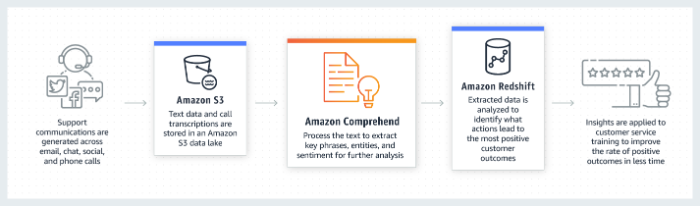 Support
communications are
generated across
email, chat, social,
and phone calls
Amazon S3
Text data and call
transcriptions are
stored in an Amazon
S3 data lake
Amazon Comprehend
Process the text to extract
key phrases, entities, and
sentiment for further analysis
Amazon Redshift
Extracted data is
analyzed to
identify what
actions lead to
the most positive
customer
outcomes
Insights are applied to
customer service
training to improve
the rate of positive
outcomes in less time